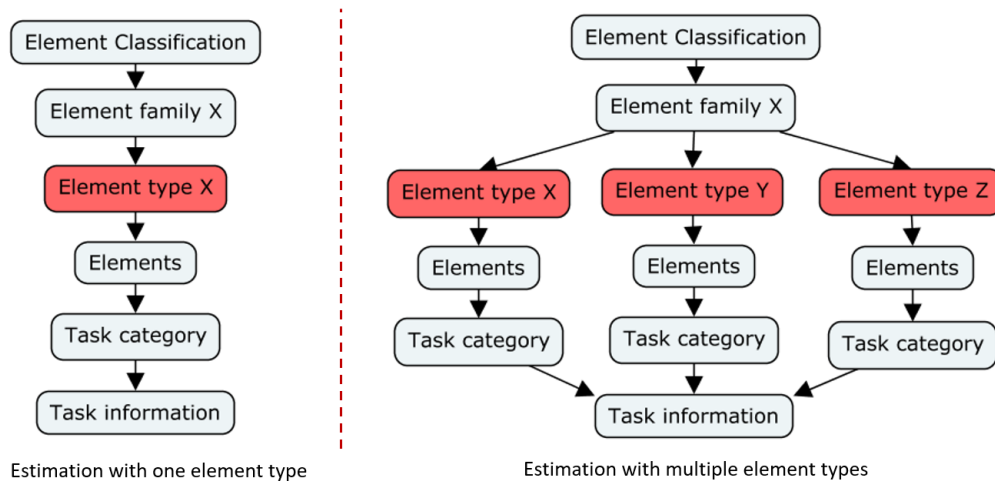 Element Classification
Element family X
Element type X
Elements
Task category
Task information
Estimation with one element type
Element Classification
Element family X
Element type X
Element type Y
Element type Z
Elements
Elements
Elements
Task category
Task category
Task category
Task information
Estimation with multiple element types